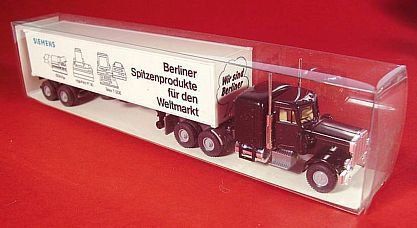 SIEMENS
Berliner
Spitzenprodukte
für den
Weltmarkt
Wir sind
Berliner